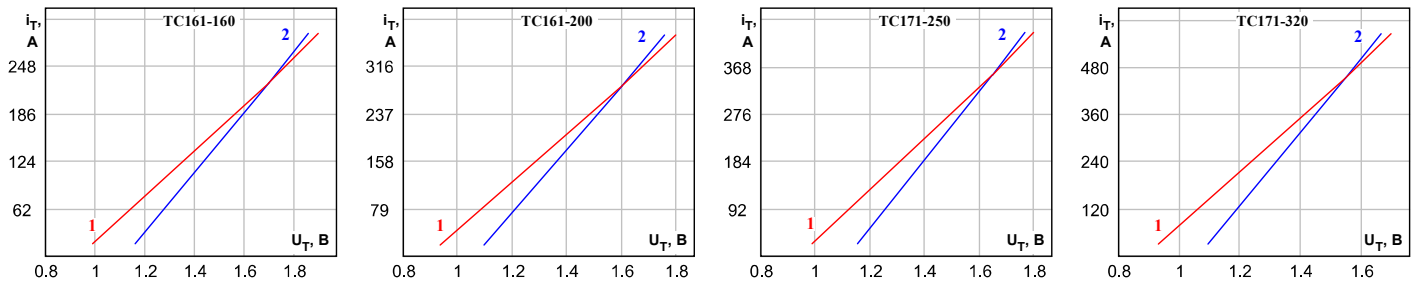 i_T, A
TC161-160
2
248
186
124
62
1
U_T, В
0.8 1 1.2 1.4 1.6 1.8
i_T, A
TC161-200
2
316
237
158
79
1
U_T, В
0.8 1 1.2 1.4 1.6 1.8
i_T, A
TC171-250
2
368
276
184
92
1
U_T, В
0.8 1 1.2 1.4 1.6 1.8
i_T, A
TC171-320
2
480
360
240
120
1
U_T, В
0.8 1 1.2 1.4 1.6